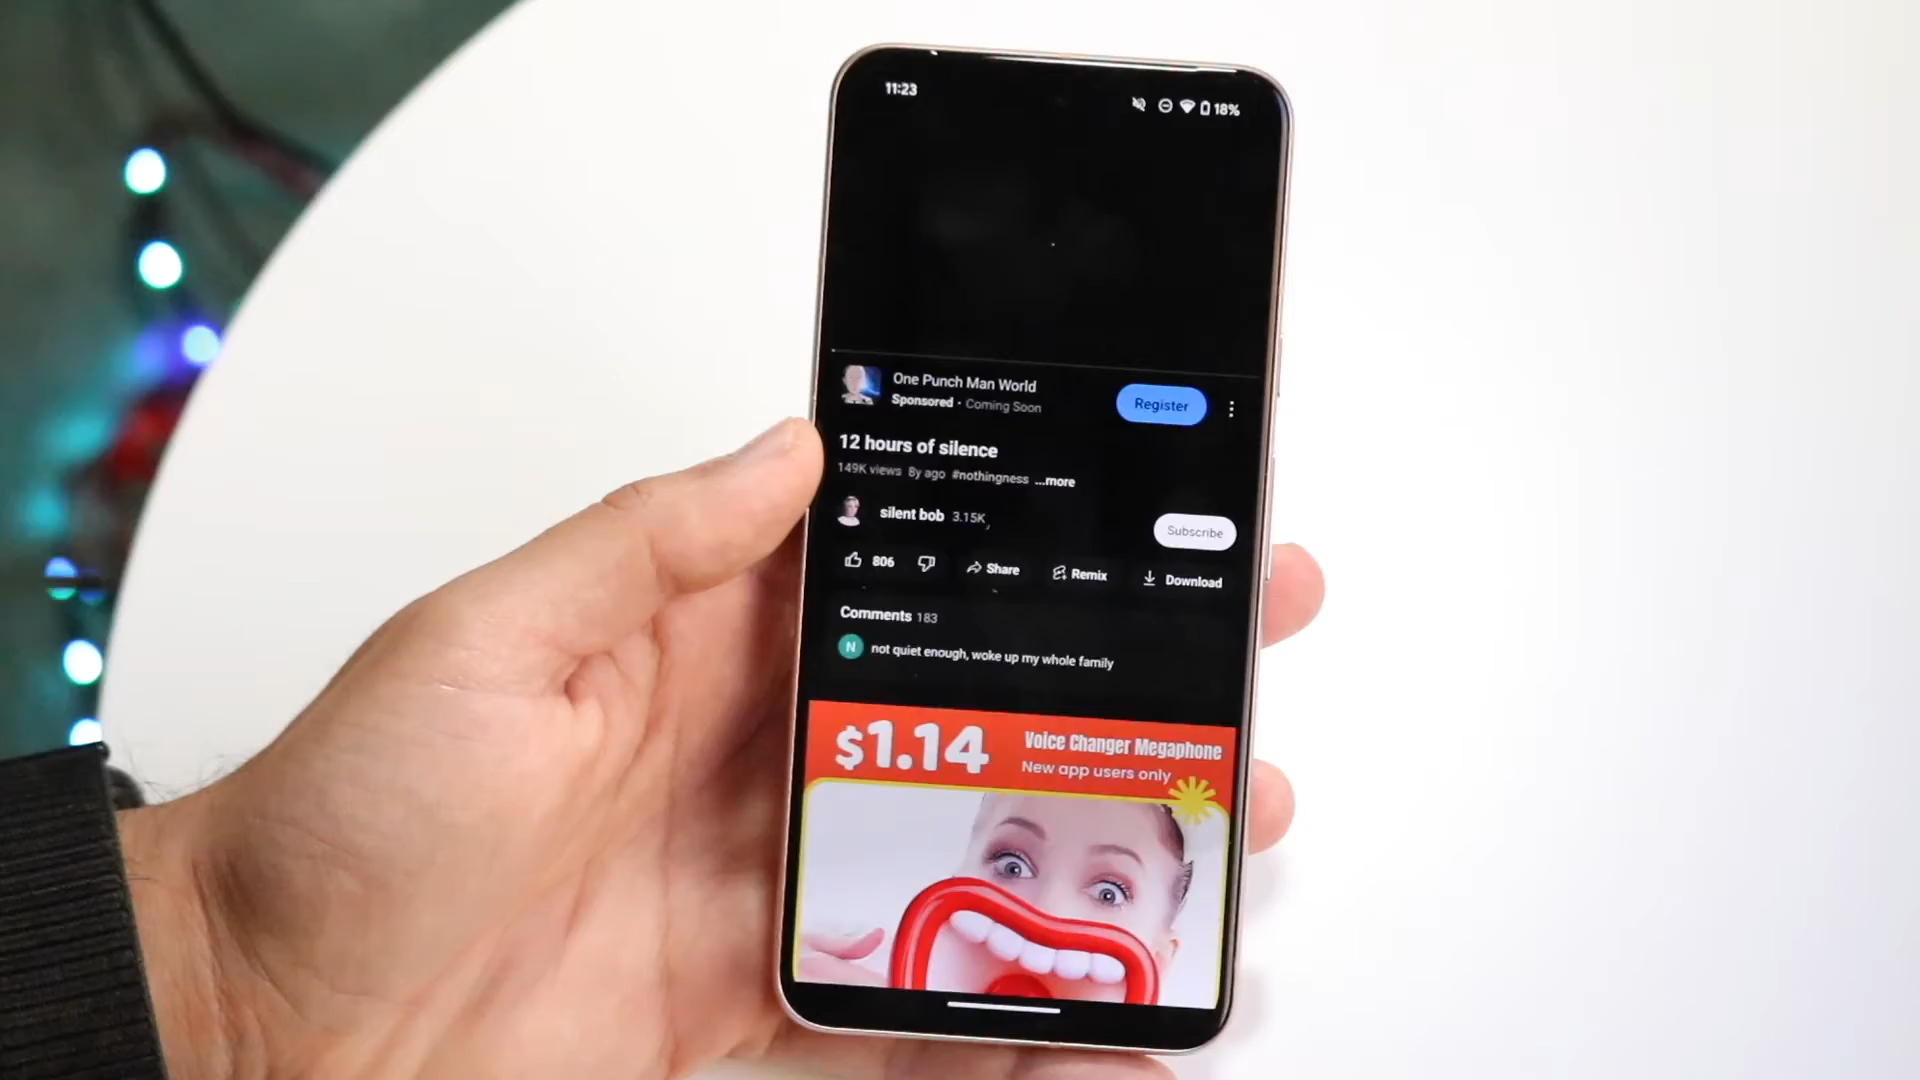 11:23
18%
One Punch Man World
Sponsored · Coming Soon
Register
12 hours of silence
149K views 8y ago #nothingness ...more
silent bob 3.15K
Subscribe
806 Share Remix Download
Comments 183
N
not quiet enough, woke up my whole family
$1.14
Voice Changer Megaphone
New app users only